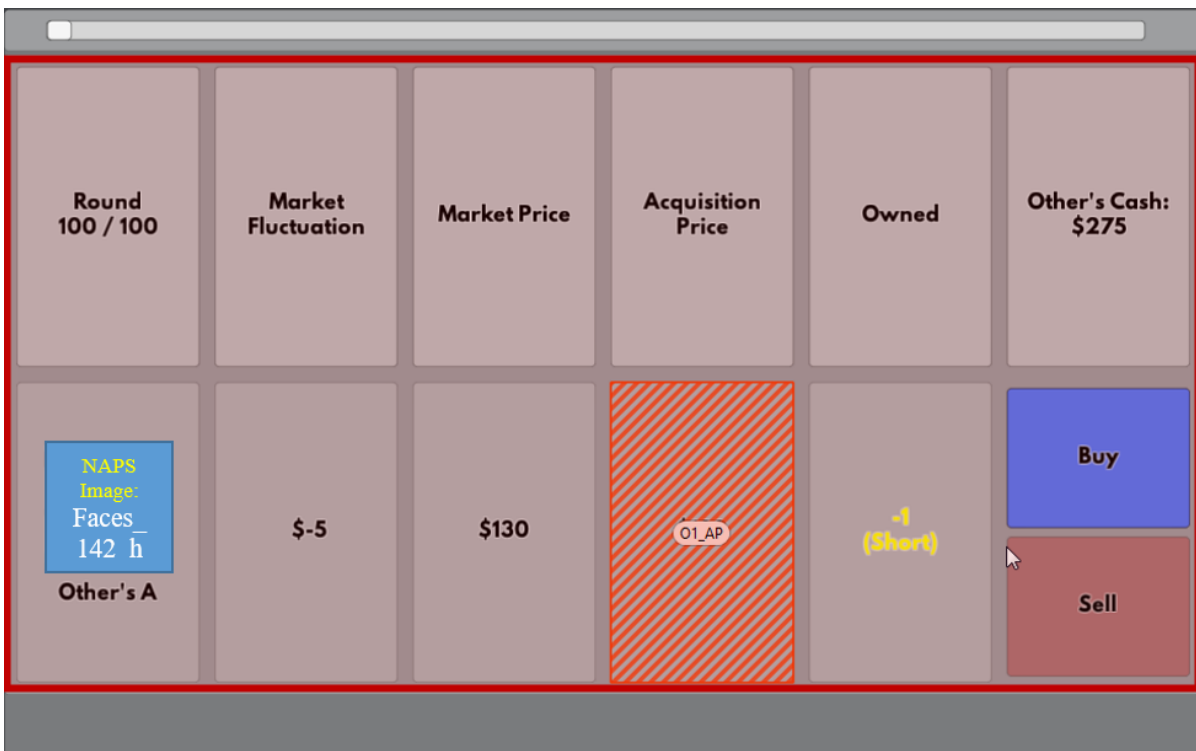 Round
100 / 100
Market
Fluctuation
Market Price
Acquisition
Price
Owned
Other's Cash:
$275
NAPS
Image:
Faces_
142 h
Other's A
$-5
$130
O1_AP
-1
(Short)
Buy
Sell